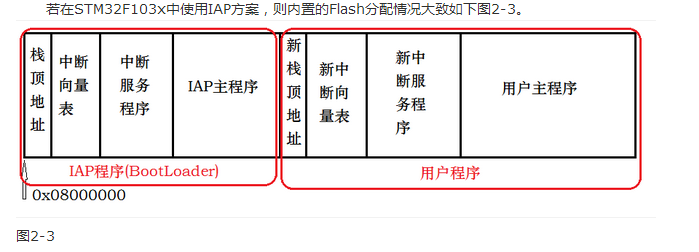 若在STM32F103x中使用IAP方案，则内置的Flash分配情况大致如下图2-3。
栈顶地址
中断向量表
中断服务程序
IAP主程序
新栈顶地址
新中断向量表
新中断服务程序
用户主程序
IAP程序(BootLoader)
用户程序
0x08000000
图2-3